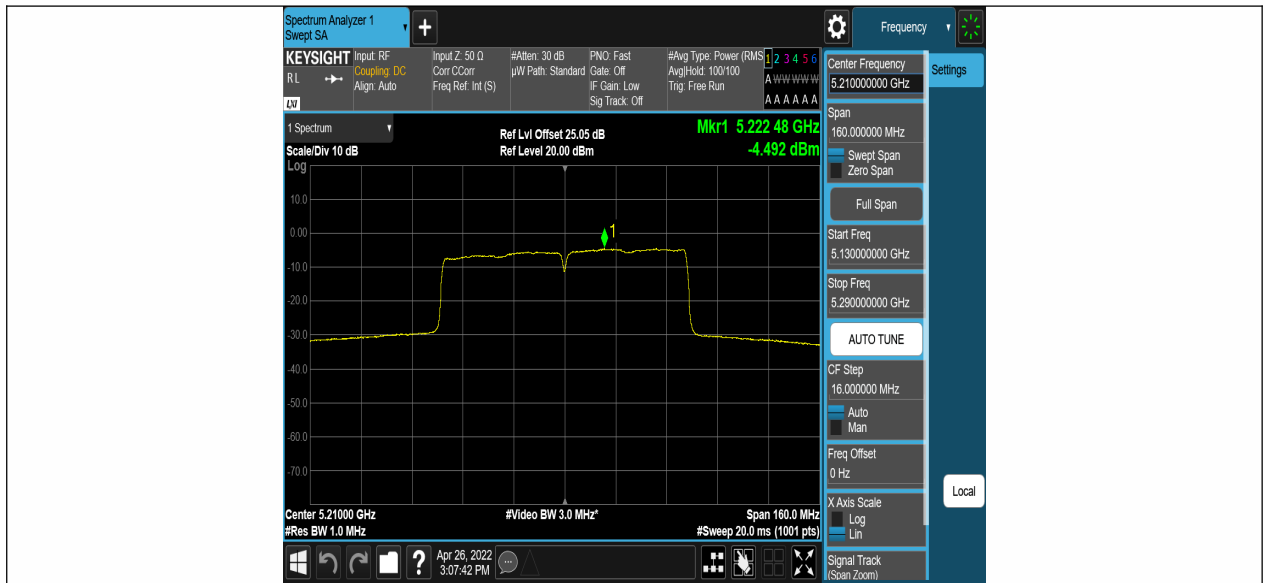 Spectrum Analyzer 1
Swept SA
+
Frequency
KEYSIGHT
R L
LXI
Input: RF
Coupling: DC
Align: Auto
Input Z: 50 Ω
Corr CCorr
Freq Ref: Int (S)
#Atten: 30 dB
µW Path: Standard
PNO: Fast
Gate: Off
IF Gain: Low
Sig Track: Off
#Avg Type: Power (RMS
Avg|Hold: 100/100
Trig: Free Run
1 2 3 4 5 6
A W W W W W
A A A A A A
1 Spectrum
Scale/Div 10 dB
Log
Ref Lvl Offset 25.05 dB
Ref Level 20.00 dBm
Mkr1 5.222 48 GHz
-4.492 dBm
10.0
0.00
-10.0
-20.0
-30.0
-40.0
-50.0
-60.0
-70.0
1
Center 5.21000 GHz
#Res BW 1.0 MHz
#Video BW 3.0 MHz*
Span 160.0 MHz
#Sweep 20.0 ms (1001 pts)
Center Frequency
5.210000000 GHz
Settings
Span
160.000000 MHz
Swept Span
Zero Span
Full Span
Start Freq
5.130000000 GHz
Stop Freq
5.290000000 GHz
AUTO TUNE
CF Step
16.000000 MHz
Auto
Man
Freq Offset
0 Hz
X Axis Scale
Log
Lin
Local
Signal Track
(Span Zoom)
?
Apr 26, 2022
3:07:42 PM